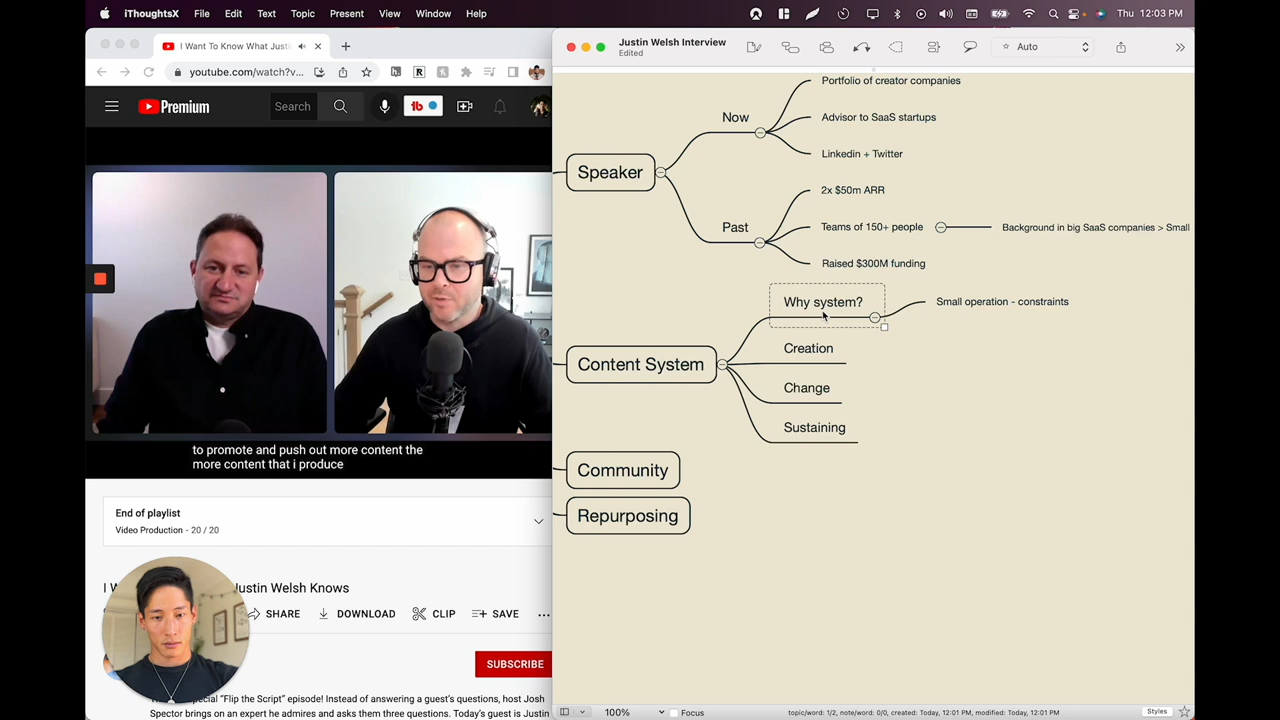 iThoughtsX File Edit Text Topic Present View Window Help
Thu 12:03 PM
I Want To Know What Justi
youtube.com/watch?v...
Premium
Search
End of playlist
Video Production - 20 / 20
to promote and push out more content the
more content that i produce
I W ustin Welsh Knows
SHARE DOWNLOAD CLIP SAVE
SUBSCRIBE
pecial "Flip the Script" episode! Instead of answering a guest's questions, host Josh
Spector brings on an expert he admires and asks them three questions. Today's guest is Justin
Justin Welsh Interview
Edited
Auto
Speaker
Now
Portfolio of creator companies
Advisor to SaaS startups
Linkedin + Twitter
Past
2x $50m ARR
Teams of 150+ people
Background in big SaaS companies > Small
Raised $300M funding
Content System
Why system?
Small operation - constraints
Creation
Change
Sustaining
Community
Repurposing
100%
Focus
topic/word: 1/2, note/word: 0/0, created: Today, 12:01 PM, modified: Today, 12:01 PM
Styles